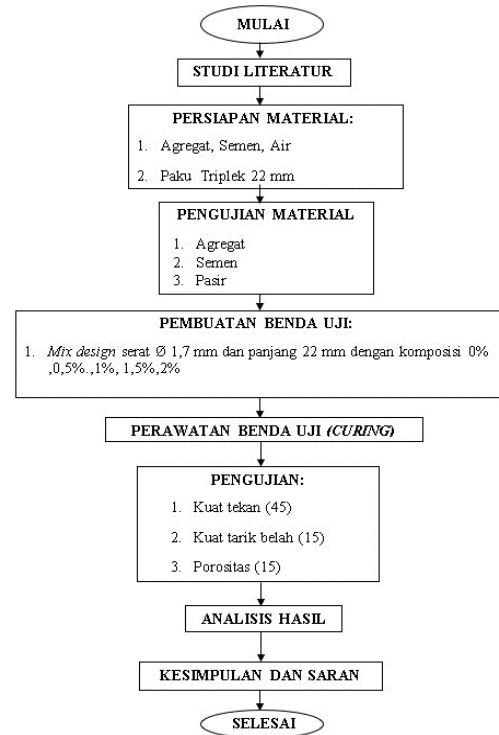 MULAI
STUDI LITERATUR
PERSIAPAN MATERIAL:
1. Agregat, Semen, Air
2. Paku Triplek 22 mm
PENGUJIAN MATERIAL
1. Agregat
2. Semen
3. Pasir
PEMBUATAN BENDA UJI:
1. Mix design serat Ø 1,7 mm dan panjang 22 mm dengan komposisi 0%
,0,5%.,1%, 1,5%,2%
PERAWATAN BENDA UJI (CURING)
PENGUJIAN:
1. Kuat tekan (45)
2. Kuat tarik belah (15)
3. Porositas (15)
ANALISIS HASIL
KESIMPULAN DAN SARAN
SELESAI